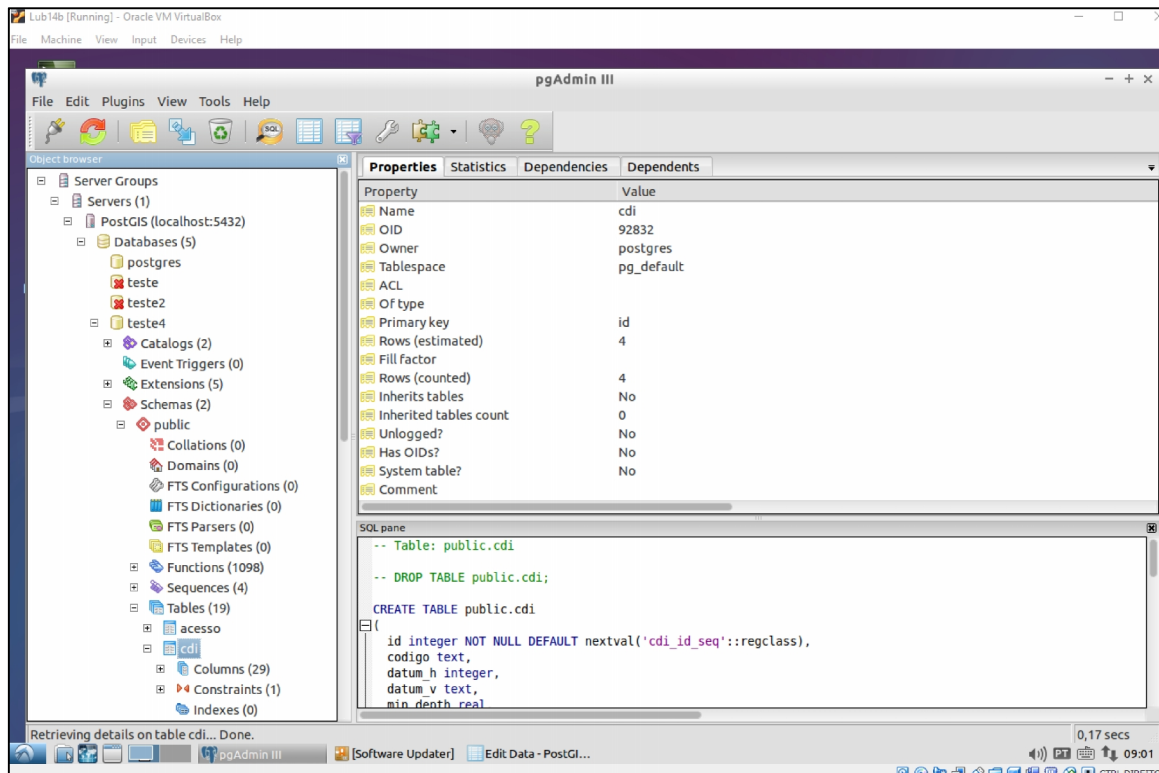 Lub14b [Running] - Oracle VM VirtualBox
File Machine View Input Devices Help
pgAdmin III
File Edit Plugins View Tools Help
SQL
Object browser
Server Groups
Servers (1)
PostGIS (localhost:5432)
Databases (5)
postgres
teste
teste2
teste4
Catalogs (2)
Event Triggers (0)
Extensions (5)
Schemas (2)
public
Collations (0)
Domains (0)
FTS Configurations (0)
FTS Dictionaries (0)
FTS Parsers (0)
FTS Templates (0)
Functions (1098)
Sequences (4)
Tables (19)
acesso
cdi
Columns (29)
Constraints (1)
Indexes (0)
Properties Statistics Dependencies Dependents
Property Value
Name cdi
OID 92832
Owner postgres
Tablespace pg_default
ACL
Of type
Primary key id
Rows (estimated) 4
Fill factor
Rows (counted) 4
Inherits tables No
Inherited tables count 0
Unlogged? No
Has OIDs? No
System table? No
Comment
SQL pane
-- Table: public.cdi
-- DROP TABLE public.cdi;
CREATE TABLE public.cdi
(
id integer NOT NULL DEFAULT nextval('cdi_id_seq'::regclass),
codigo text,
datum_h integer,
datum_v text,
min_depth real
Retrieving details on table cdi... Done. 0,17 secs
pgAdmin III [Software Updater] Edit Data - PostGI... PT 09:01
CTRL DIREITO